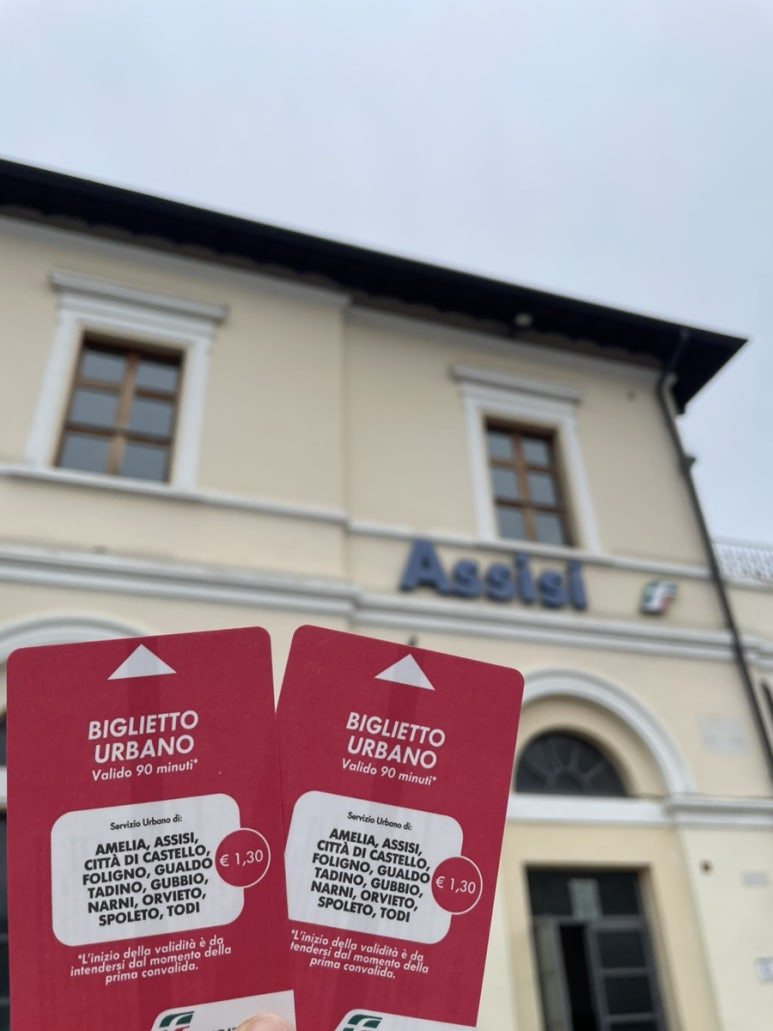 Assisi
BIGLIETTO
URBANO
Valido 90 minuti*
Servizio Urbano di:
AMELIA, ASSISI,
CITTÀ DI CASTELLO,
FOLIGNO, GUALDO
TADINO, GUBBIO,
NARNI, ORVIETO,
SPOLETO, TODI
€ 1,30
*L'inizio della validità è da
intendersi dal momento della
prima convalida.
BIGLIETTO
URBANO
Valido 90 minuti*
Servizio Urbano di:
AMELIA, ASSISI,
CITTÀ DI CASTELLO,
FOLIGNO, GUALDO
TADINO, GUBBIO,
NARNI, ORVIETO,
SPOLETO, TODI
€ 1,30
*L'inizio della validità è da
intendersi dal momento della
prima convalida.